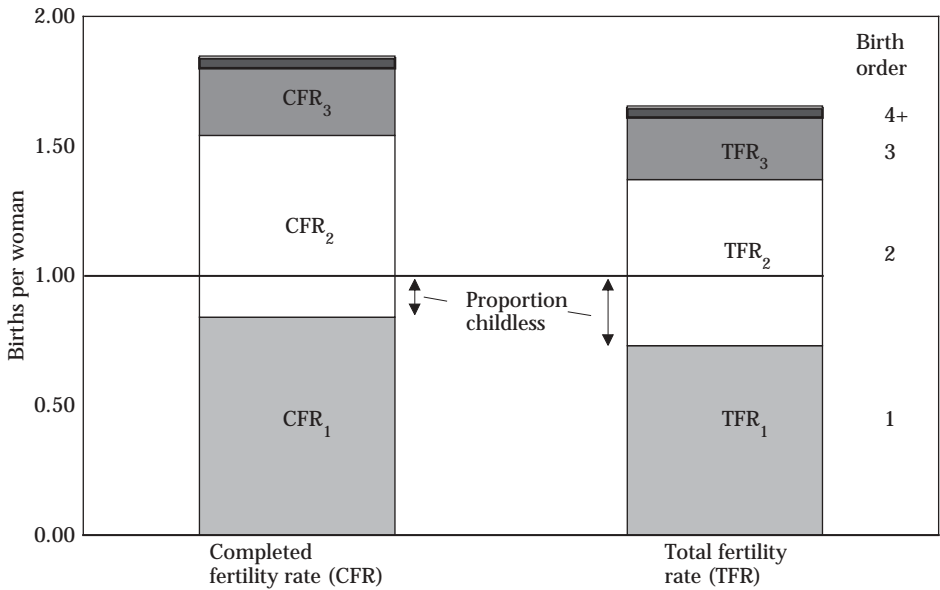 2.00
1.50
1.00
0.50
0.00
Births per woman
CFR3
CFR2
CFR1
Proportion
childless
TFR3
TFR2
TFR1
Birth
order
4+
3
2
1
Completed
fertility rate (CFR)
Total fertility
rate (TFR)